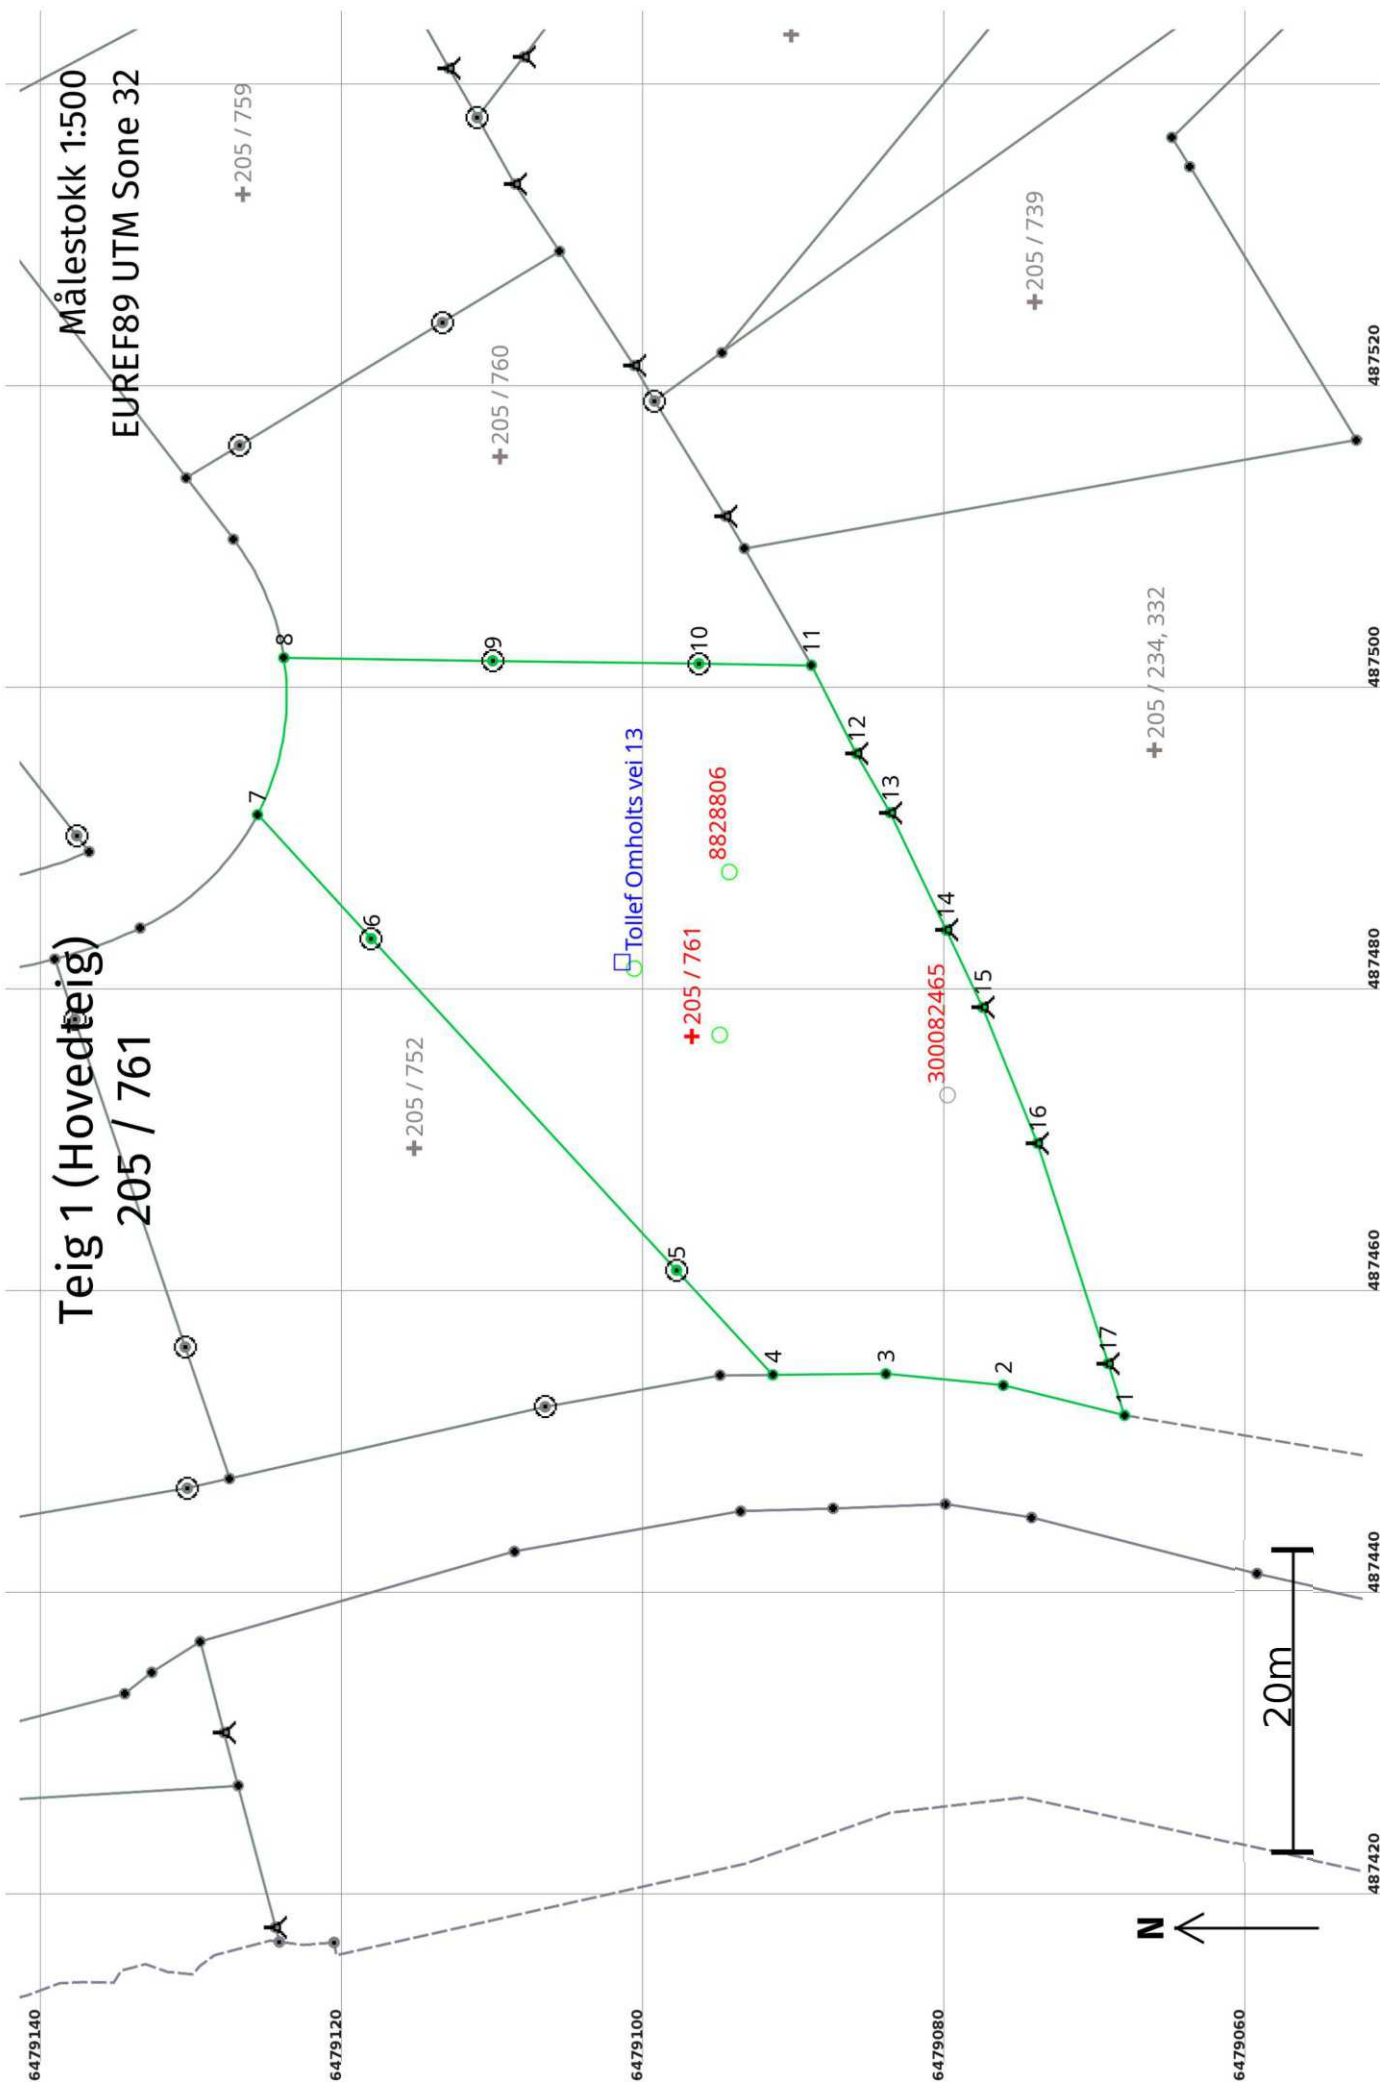 Målestokk 1:500
EUREF89 UTM Sone 32
Teig 1 (Hovedteig)
205 / 761
205 / 759
205 / 760
205 / 739
205 / 752
205 / 234, 332
Tollef Omholts vei 13
8828806
205 / 761
300082465
1
2
3
4
5
6
7
8
9
10
11
12
13
14
15
16
17
6479140
6479120
6479100
6479080
6479060
487420
487440
487460
487480
487500
487520
N
20m